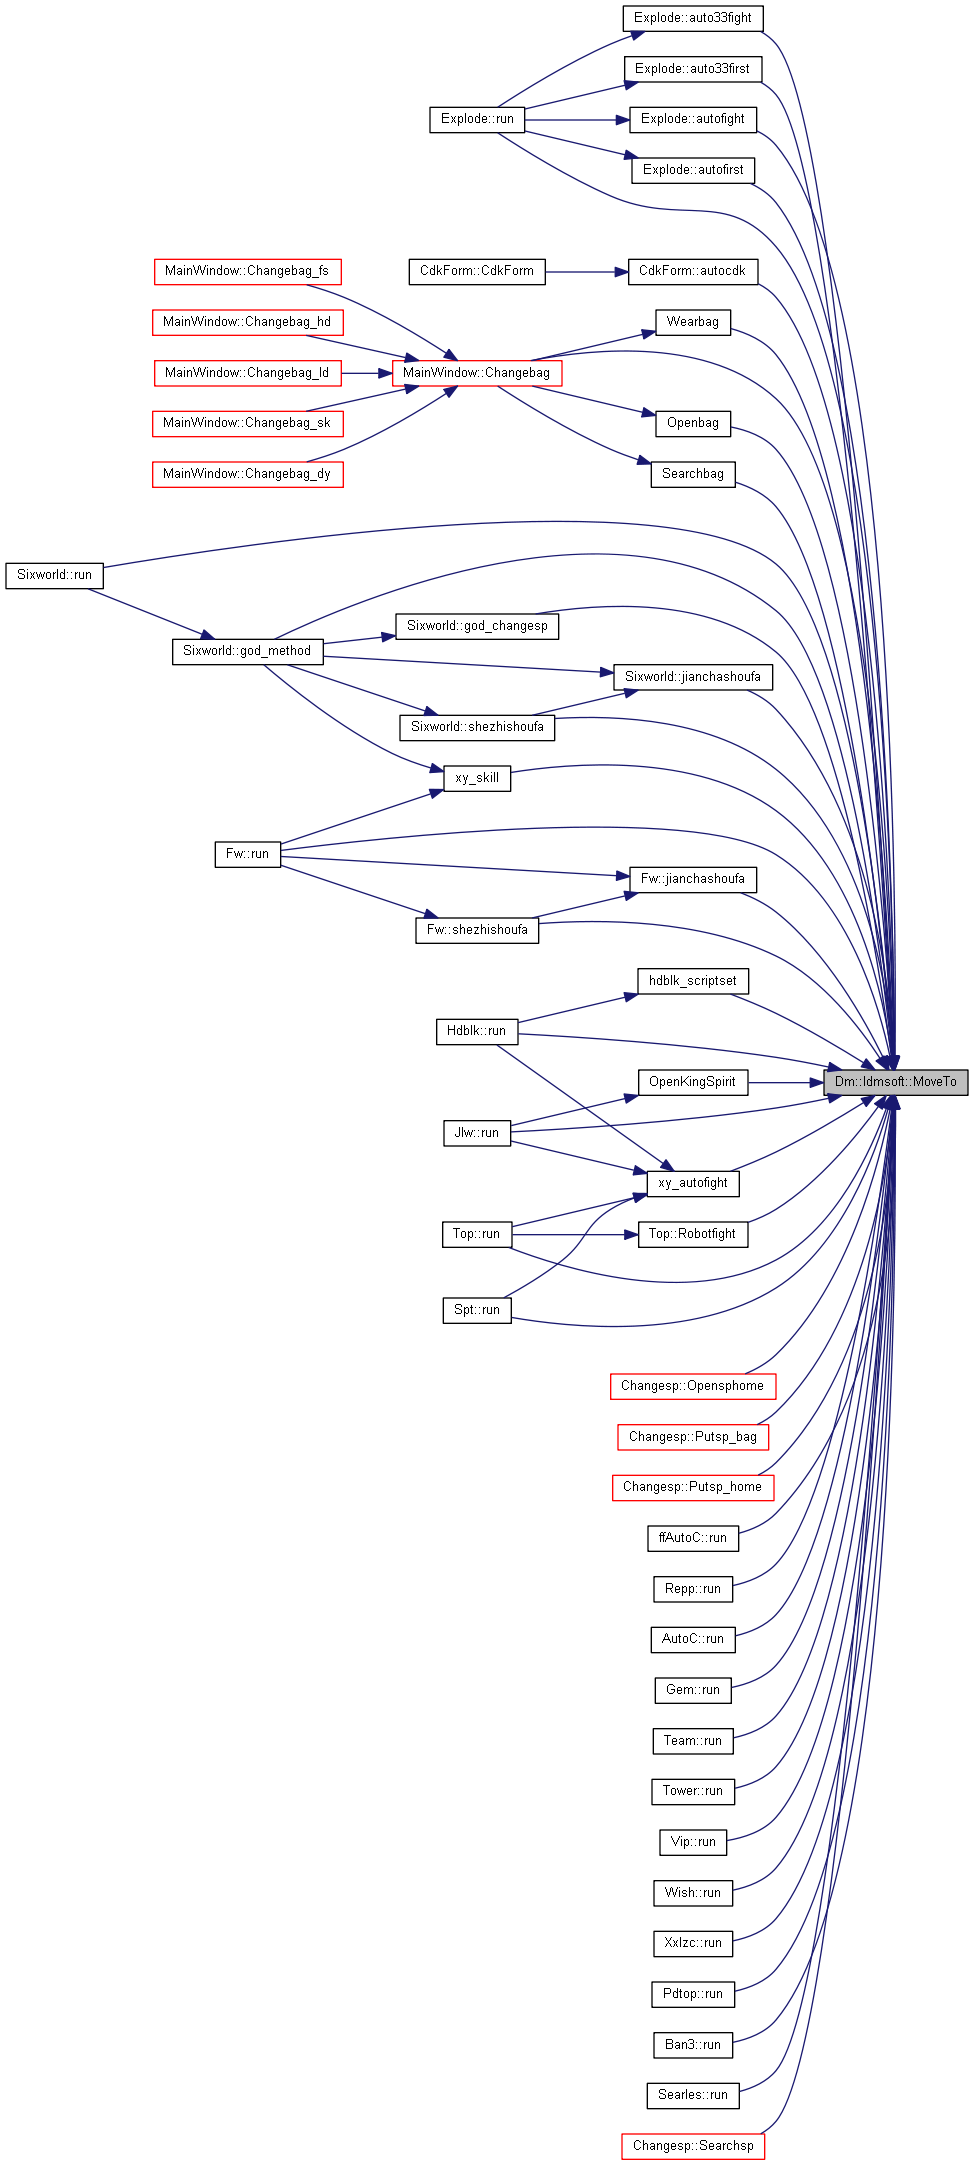 Explode::auto33fight
Explode::auto33first
Explode::run
Explode::autofight
Explode::autofirst
MainWindow::Changebag_fs
CdkForm::CdkForm
CdkForm::autocdk
MainWindow::Changebag_hd
Wearbag
MainWindow::Changebag_ld
MainWindow::Changebag
MainWindow::Changebag_sk
Openbag
MainWindow::Changebag_dy
Searchbag
Sixworld::run
Sixworld::god_changesp
Sixworld::god_method
Sixworld::jianchashoufa
Sixworld::shezhishoufa
xy_skill
Fw::run
Fw::jianchashoufa
Fw::shezhishoufa
hdblk_scriptset
Hdblk::run
OpenKingSpirit
Dm::Idmsoft::MoveTo
Jlw::run
xy_autofight
Top::run
Top::Robotfight
Spt::run
Changesp::Opensphome
Changesp::Putsp_bag
Changesp::Putsp_home
ffAutoC::run
Repp::run
AutoC::run
Gem::run
Team::run
Tower::run
Vip::run
Wish::run
Xxlzc::run
Pdtop::run
Ban3::run
Searles::run
Changesp::Searchsp